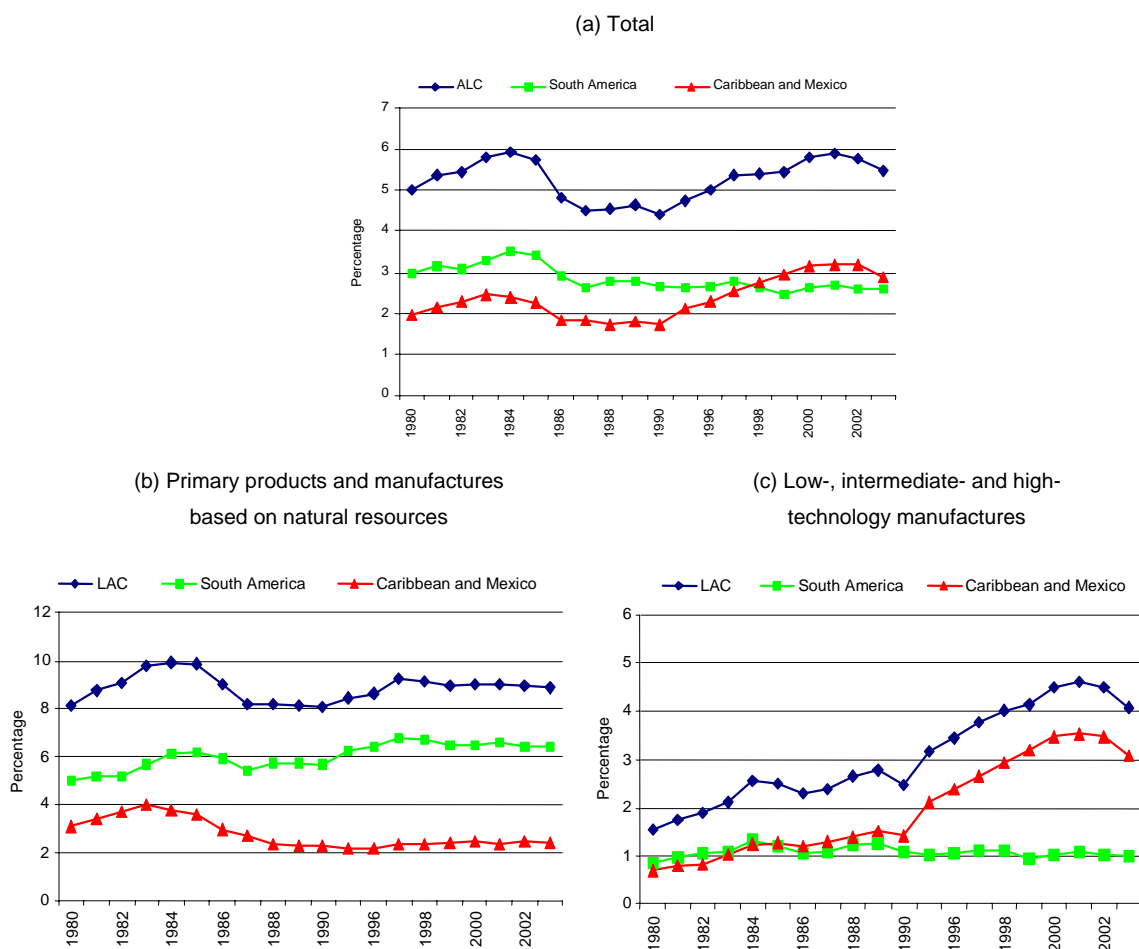 (a) Total
ALC South America Caribbean and Mexico
7
6
5
4
3
2
1
0
Percentage
1980 1982 1984 1986 1988 1990 1996 1998 2000 2002
(b) Primary products and manufactures
based on natural resources
LAC South America Caribbean and Mexico
12
10
8
6
4
2
0
Percentage
1980 1982 1984 1986 1988 1990 1996 1998 2000 2002
(c) Low-, intermediate- and high-
technology manufactures
LAC South America Caribbean and Mexico
6
5
4
3
2
1
0
Percentage
1980 1982 1984 1986 1988 1990 1996 1998 2000 2002